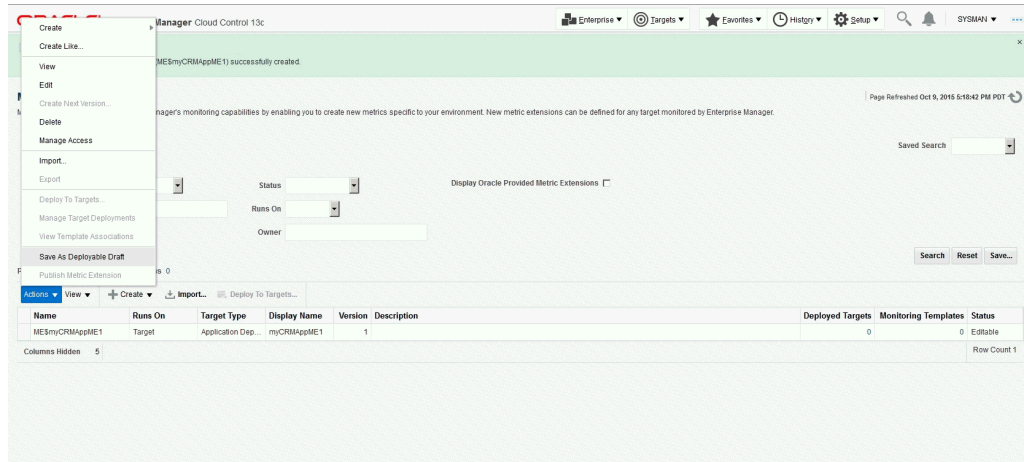 Manager Cloud Control 13c
Enterprise ▼ Targets ▼ Favorites ▼ History ▼ Setup ▼ SYSMAN ▼
Create
Create Like...
View
Edit
Create Next Version...
Delete
Manage Access
Import...
Export
Deploy To Targets...
Manage Target Deployments
View Template Associations
Save As Deployable Draft
Publish Metric Extension
(ME$myCRMAppME1) successfully created.
Page Refreshed Oct 9, 2015 5:18:42 PM PDT
nager's monitoring capabilities by enabling you to create new metrics specific to your environment. New metric extensions can be defined for any target monitored by Enterprise Manager.
Saved Search
Status
Display Oracle Provided Metric Extensions
Runs On
Owner
Search Reset Save...
s 0
Actions ▼ View ▼ Create ▼ Import... Deploy To Targets...
Name Runs On Target Type Display Name Version Description Deployed Targets Monitoring Templates Status
ME$myCRMAppME1 Target Application Dep... myCRMAppME1 1 0 0 Editable
Columns Hidden 5
Row Count 1